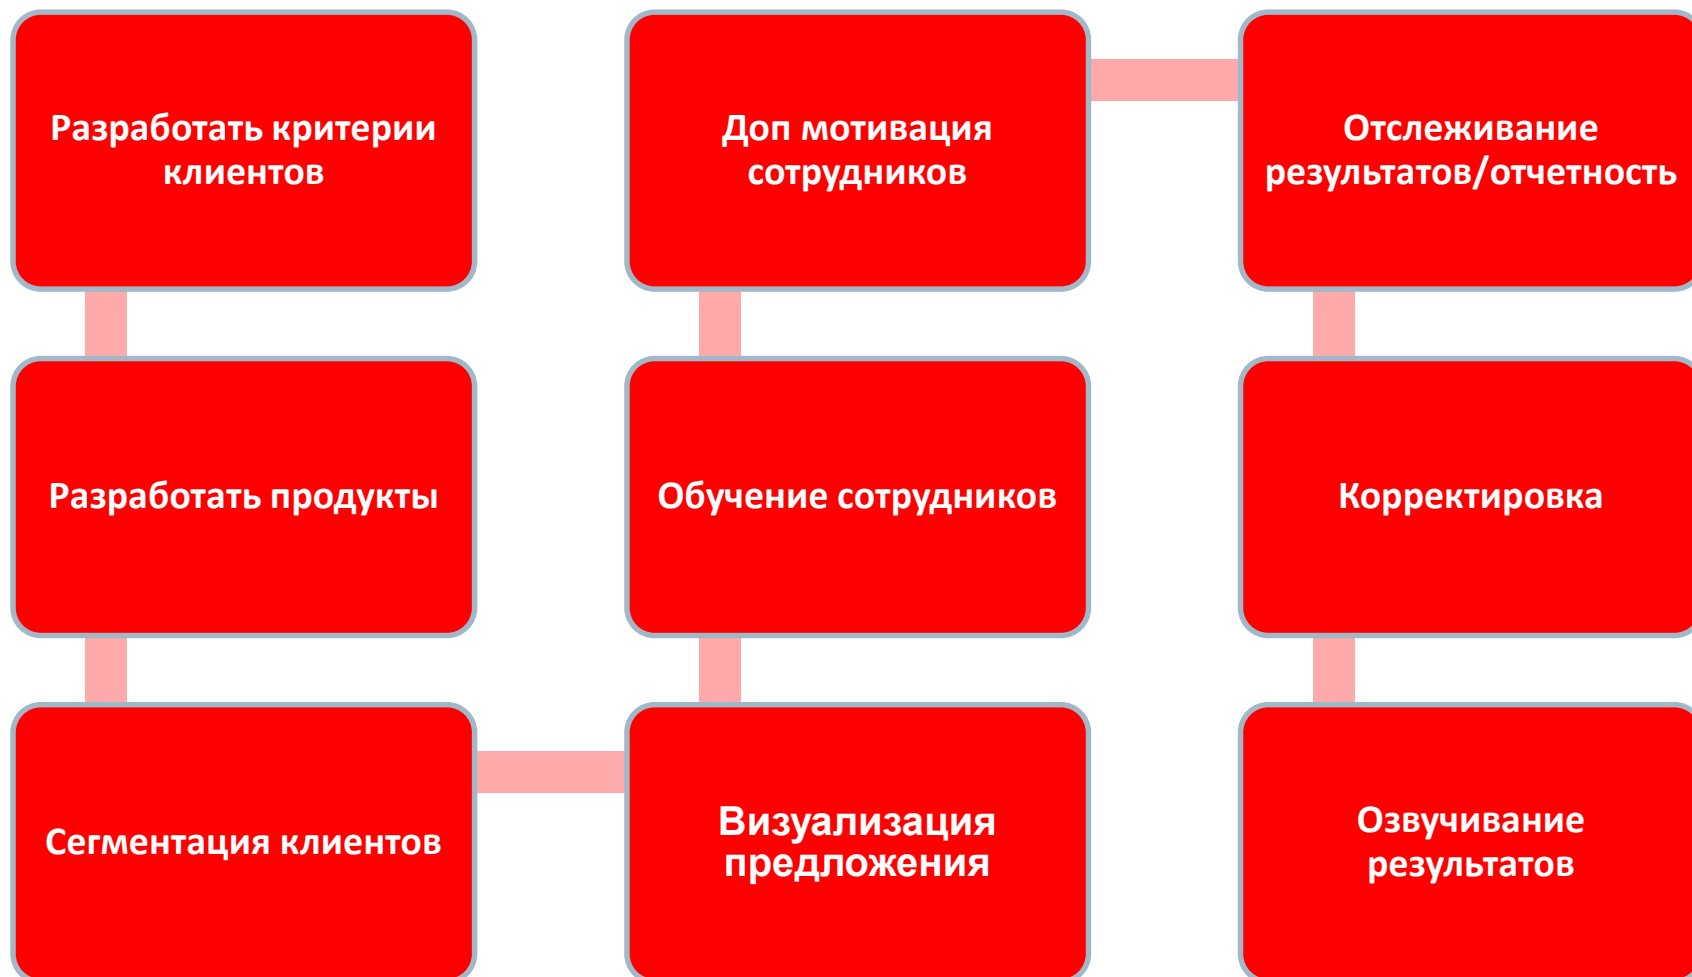 Разработать критерии
клиентов
Разработать продукты
Сегментация клиентов
Визуализация
предложения
Обучение сотрудников
Доп мотивация
сотрудников
Отслеживание
результатов/отчетность
Корректировка
Озвучивание
результатов